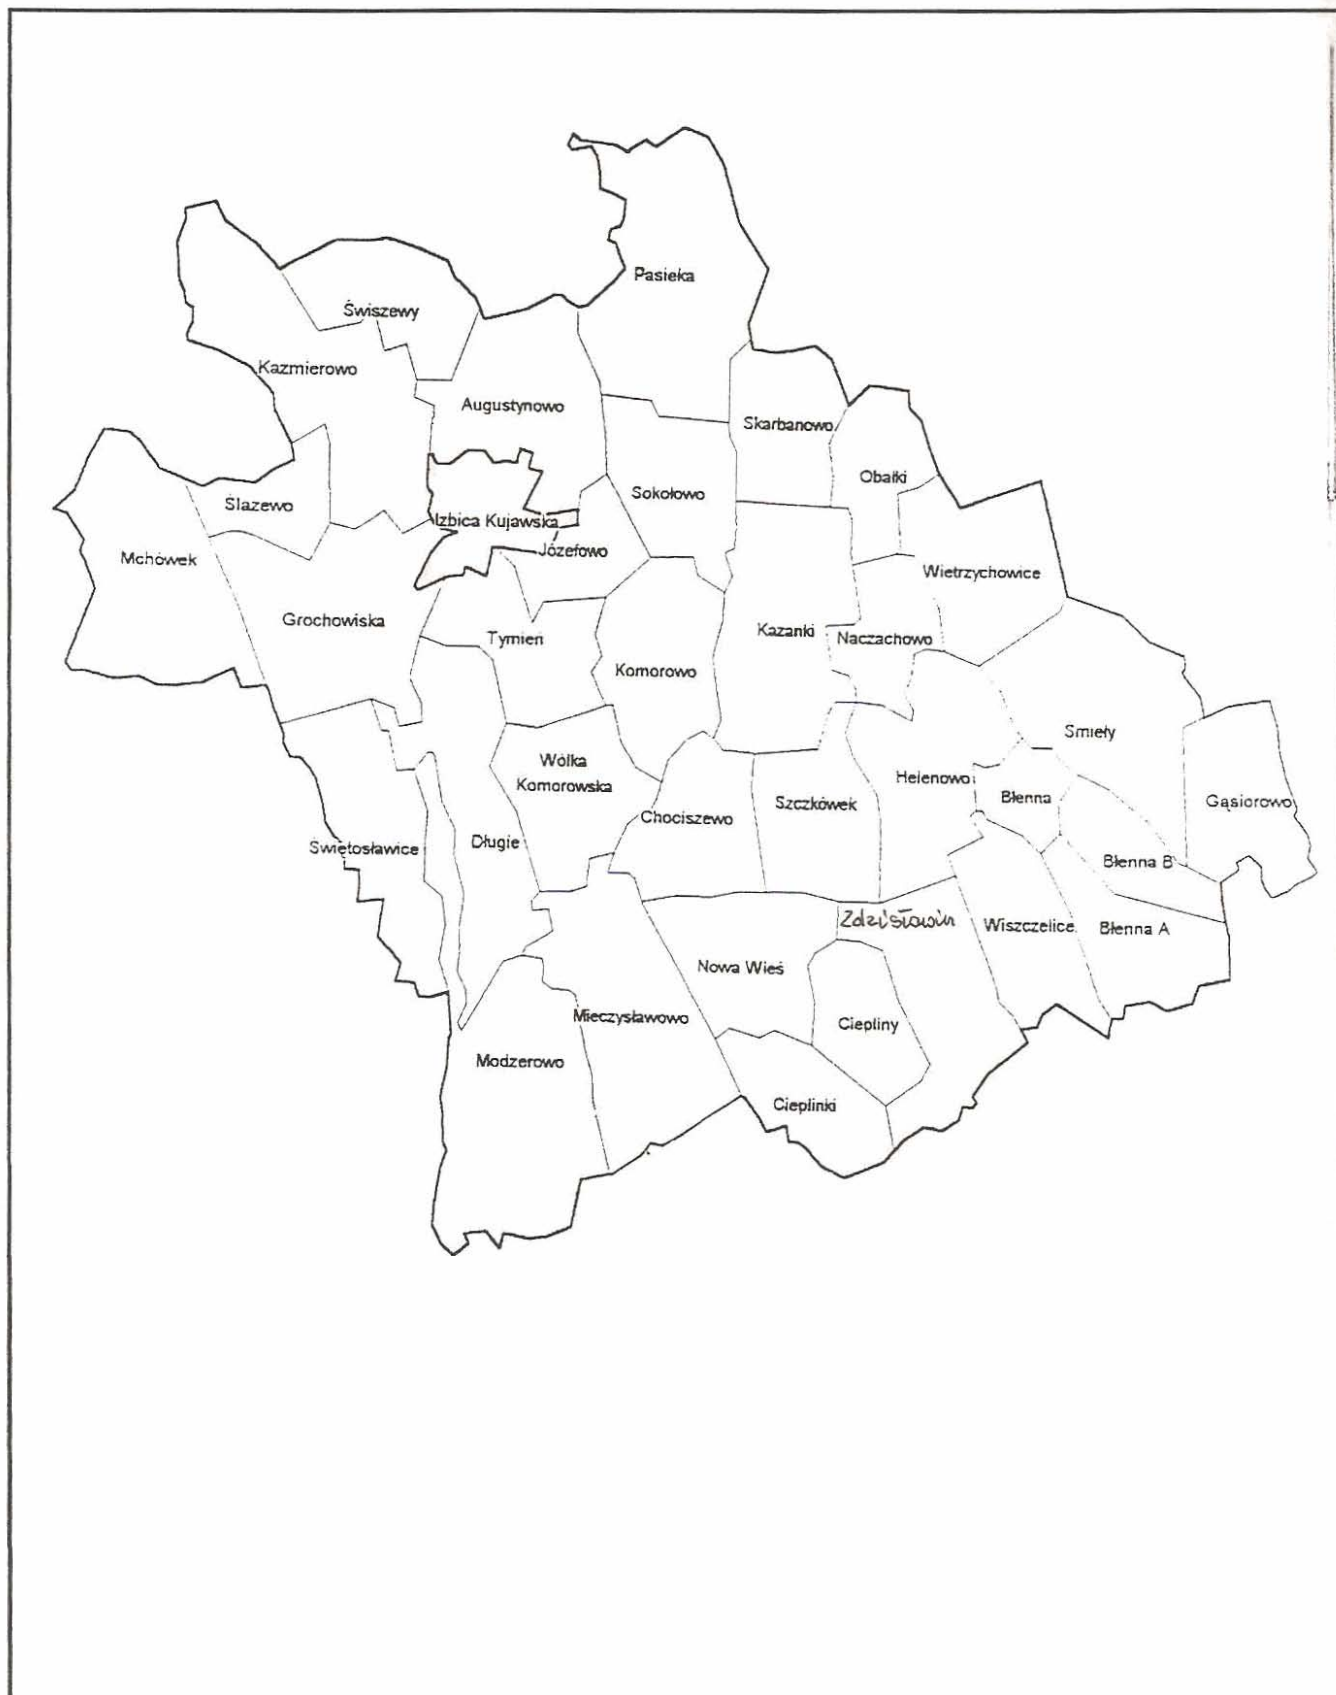 Pasieka
Świszewy
Kazmierowo
Augustynowo
Skarbanowo
Obałki
Ślazewo
Sokołowo
Izbica Kujawska
Józefowo
Mchówek
Wietrzychowice
Grochowiska
Tymień
Kazanki
Naczachowo
Komorowo
Smieły
Wólka
Komorowska
Helenowo
Błenna
Szczkówek
Gąsiorowo
Chociszewo
Długie
Świętosławice
Błenna B
Zdzisławin
Wiszczelice
Błenna A
Nowa Wieś
Mieczysławowo
Ciepliny
Modzerowo
Cieplinki